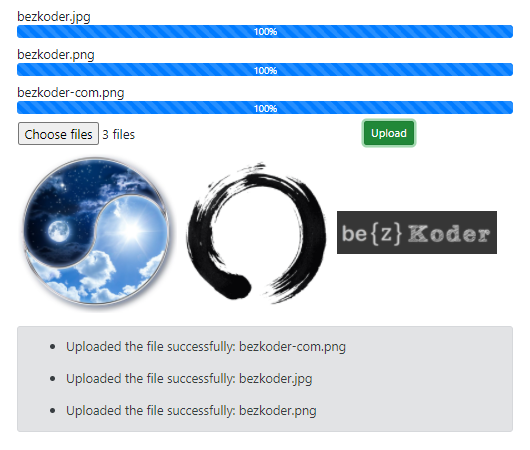 bezkoder.jpg
100%
bezkoder.png
100%
bezkoder-com.png
100%
Choose files 3 files Upload
be{z}Koder
Uploaded the file successfully: bezkoder-com.png
Uploaded the file successfully: bezkoder.jpg
Uploaded the file successfully: bezkoder.png